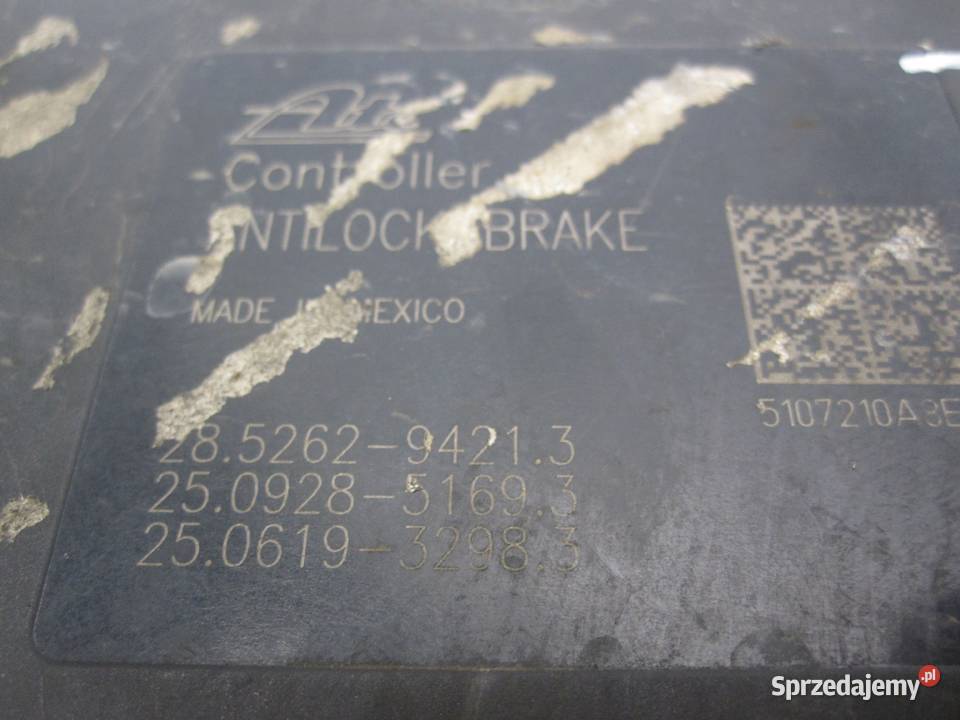 Ate
Controller
ANTILOCK BRAKE
MADE IN MEXICO
5107210A3E
28.5262-9421.3
25.0928-5169.3
25.0619-3298.3
Sprzedajemy.pl